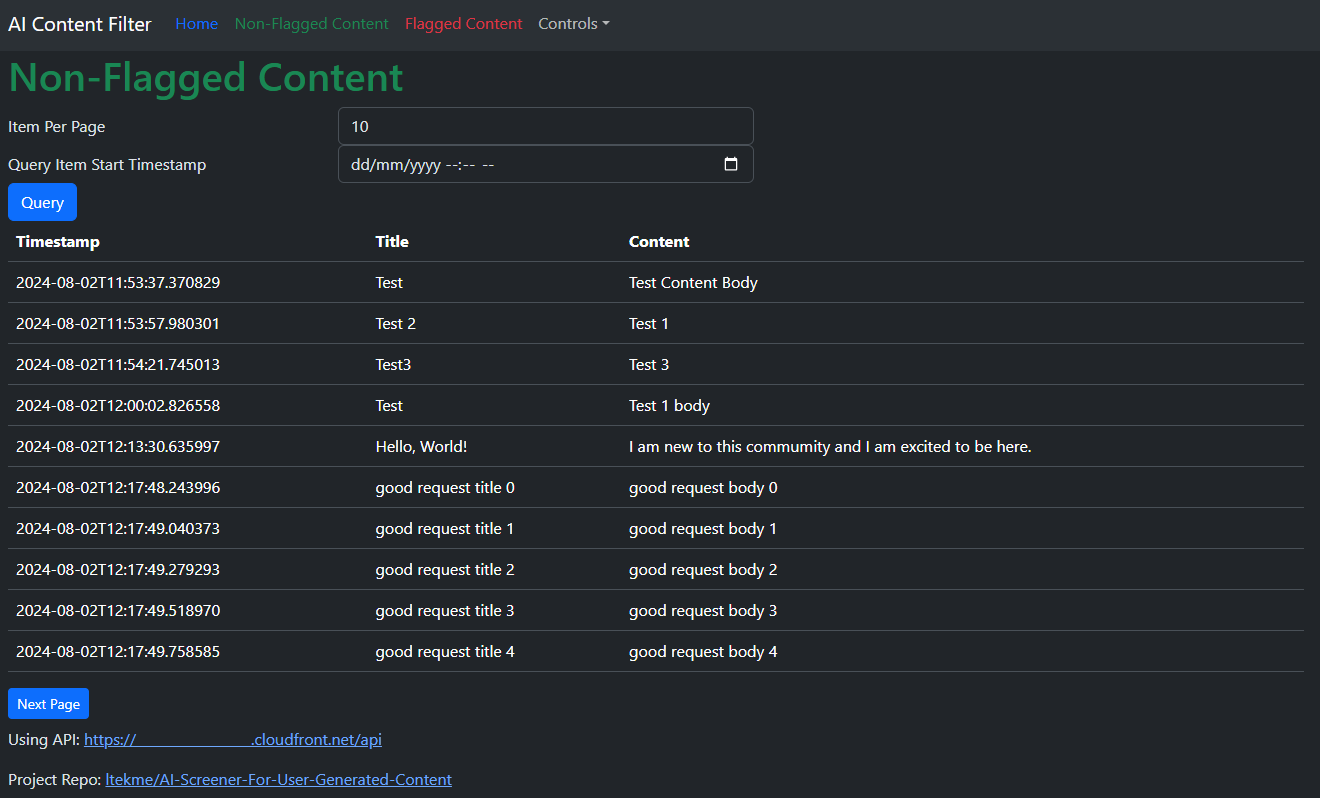 AI Content Filter Home Non-Flagged Content Flagged Content Controls
Non-Flagged Content
Item Per Page 10
Query Item Start Timestamp dd/mm/yyyy --:-- --
Query
Timestamp Title Content
2024-08-02T11:53:37.370829 Test Test Content Body
2024-08-02T11:53:57.980301 Test 2 Test 1
2024-08-02T11:54:21.745013 Test3 Test 3
2024-08-02T12:00:02.826558 Test Test 1 body
2024-08-02T12:13:30.635997 Hello, World! I am new to this commumity and I am excited to be here.
2024-08-02T12:17:48.243996 good request title 0 good request body 0
2024-08-02T12:17:49.040373 good request title 1 good request body 1
2024-08-02T12:17:49.279293 good request title 2 good request body 2
2024-08-02T12:17:49.518970 good request title 3 good request body 3
2024-08-02T12:17:49.758585 good request title 4 good request body 4
Next Page
Using API: https:// .cloudfront.net/api
Project Repo: ltekme/AI-Screener-For-User-Generated-Content